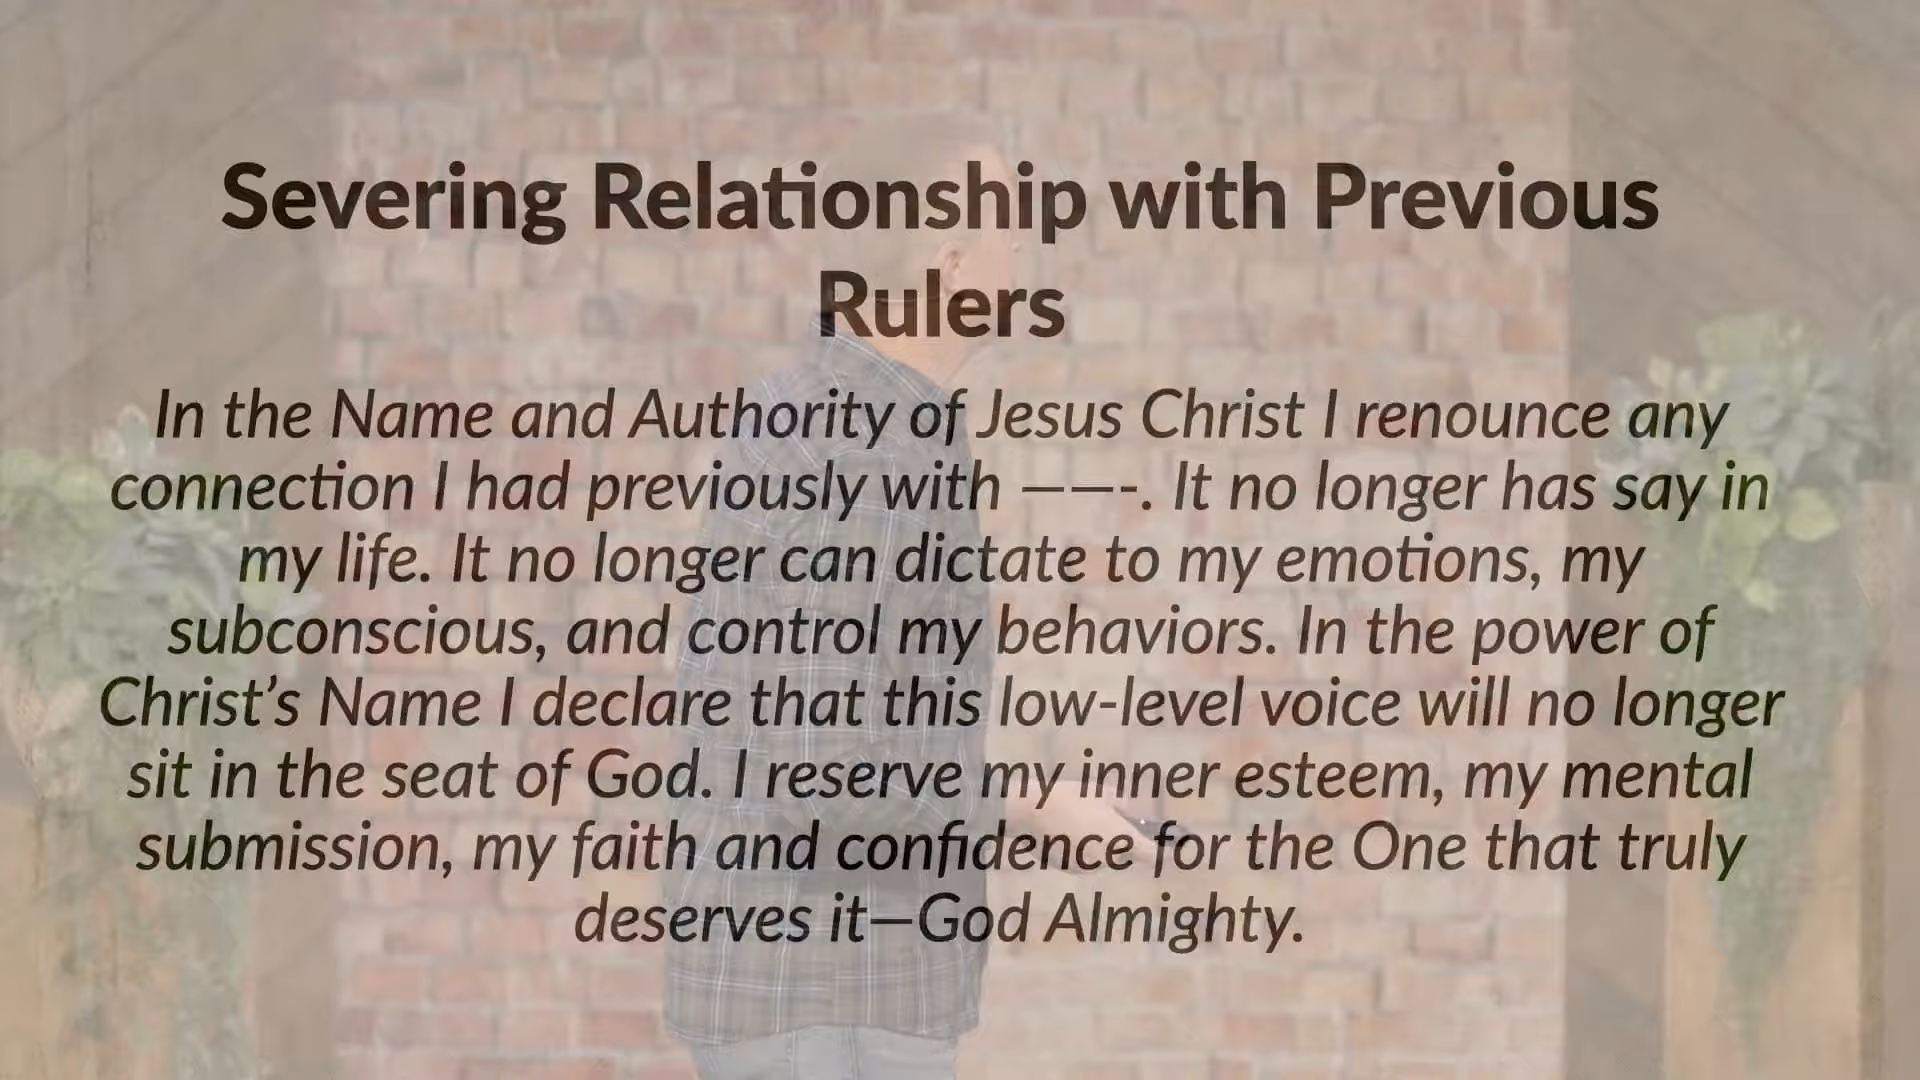 Severing Relationship with Previous
Rulers
In the Name and Authority of Jesus Christ I renounce any
connection I had previously with ——-. It no longer has say in
my life. It no longer can dictate to my emotions, my
subconscious, and control my behaviors. In the power of
Christ’s Name I declare that this low-level voice will no longer
sit in the seat of God. I reserve my inner esteem, my mental
submission, my faith and confidence for the One that truly
deserves it—God Almighty.